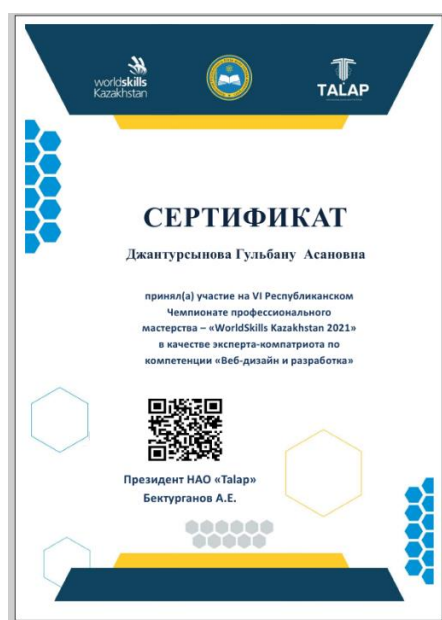 worldskills
Kazakhstan
TALAP
СЕРТИФИКАТ
Джантурсынова Гульбану Асановна
принял(а) участие на VI Республиканском
Чемпионате профессионального
мастерства – «WorldSkills Kazakhstan 2021»
в качестве эксперта-компатриота по
компетенции «Веб-дизайн и разработка»
Президент НАО «Talap»
Бектурганов А.Е.